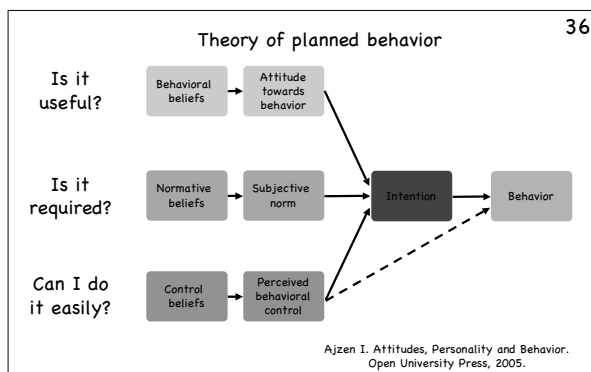 36
Theory of planned behavior
Is it
useful?
Behavioral
beliefs
Attitude
towards
behavior
Is it
required?
Normative
beliefs
Subjective
norm
Intention
Behavior
Can I do
it easily?
Control
beliefs
Perceived
behavioral
control
Ajzen I. Attitudes, Personality and Behavior.
Open University Press, 2005.